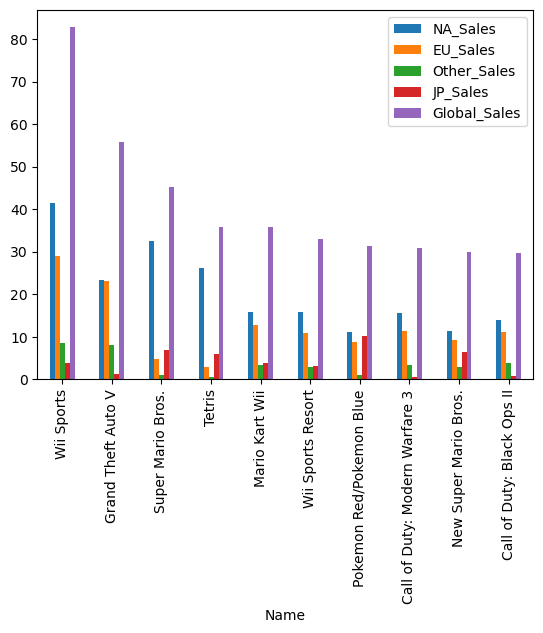 80
70
60
50
40
30
20
10
0
NA_Sales
EU_Sales
Other_Sales
JP_Sales
Global_Sales
Wii Sports
Grand Theft Auto V
Super Mario Bros.
Tetris
Mario Kart Wii
Wii Sports Resort
Pokemon Red/Pokemon Blue
Call of Duty: Modern Warfare 3
New Super Mario Bros.
Call of Duty: Black Ops II
Name